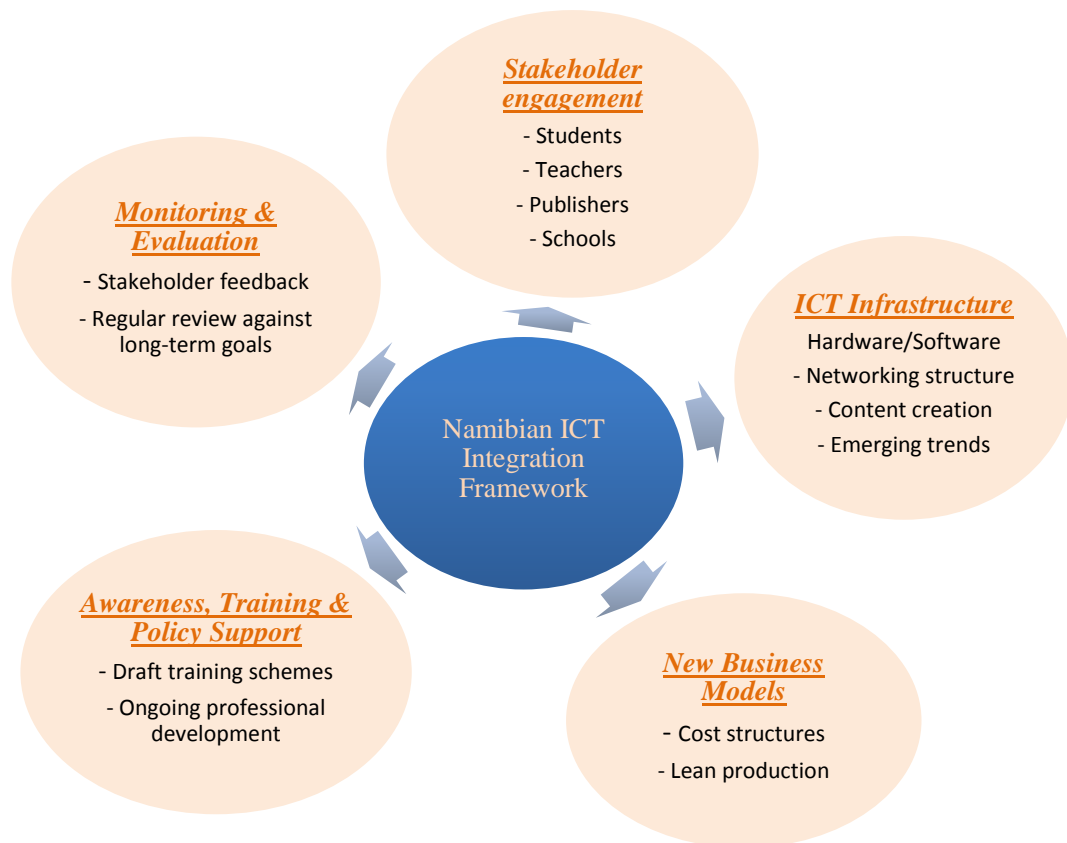 Stakeholder
engagement
- Students
- Teachers
- Publishers
- Schools
Monitoring &
Evaluation
- Stakeholder feedback
- Regular review against
long-term goals
ICT Infrastructure
Hardware/Software
- Networking structure
- Content creation
- Emerging trends
Namibian ICT
Integration
Framework
Awareness, Training &
Policy Support
- Draft training schemes
- Ongoing professional
development
New Business
Models
- Cost structures
- Lean production